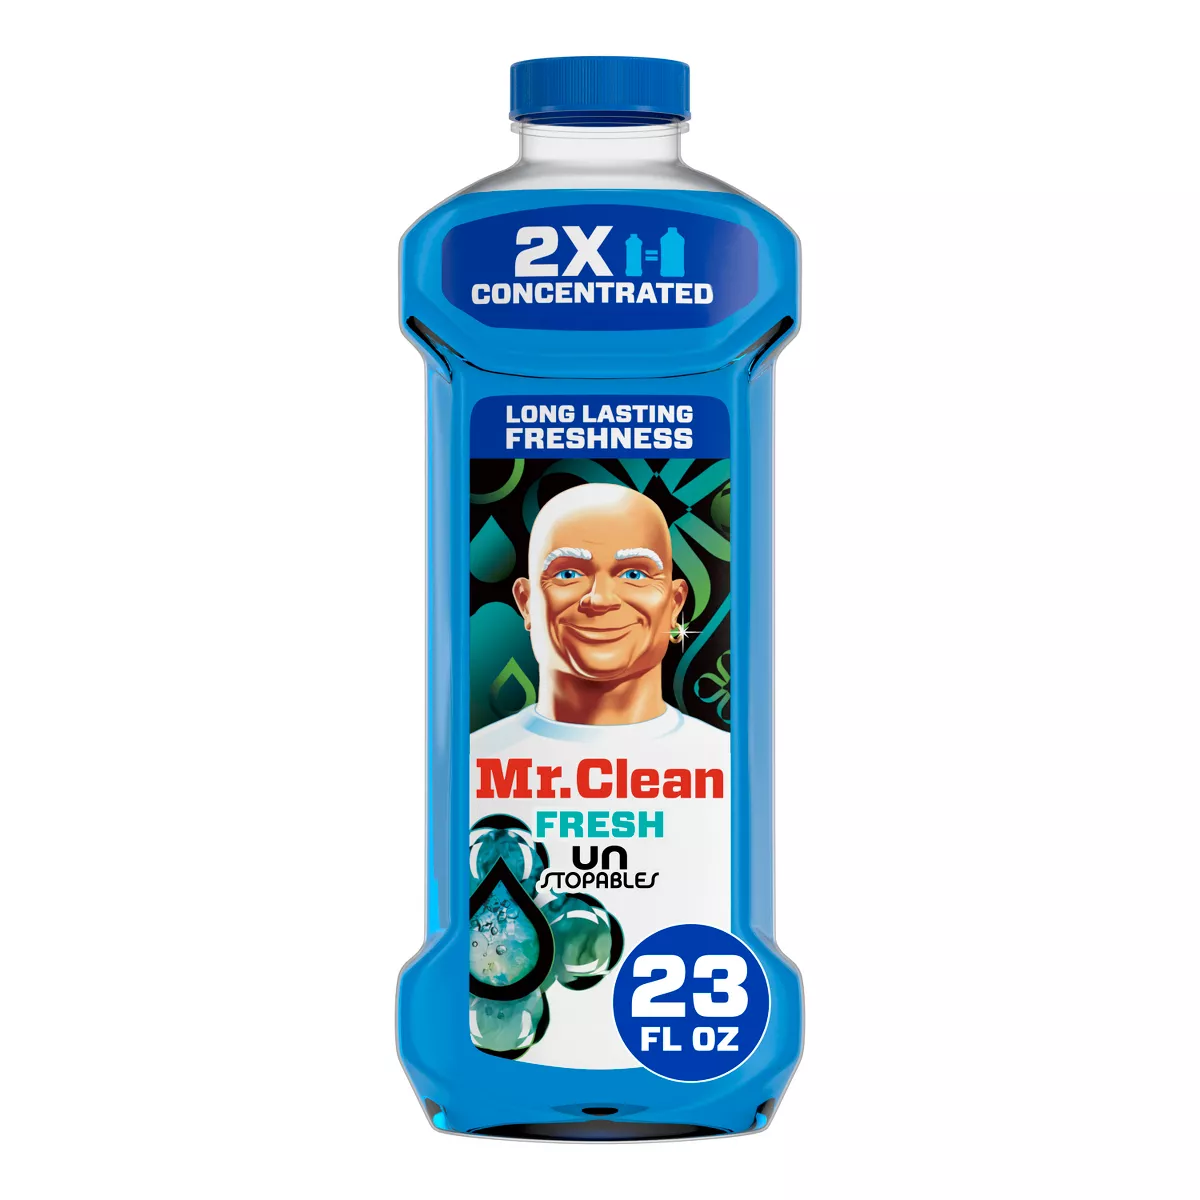 2X
CONCENTRATED
LONG LASTING
FRESHNESS
Mr. Clean
FRESH
UN
STOPABLES
23
FL OZ